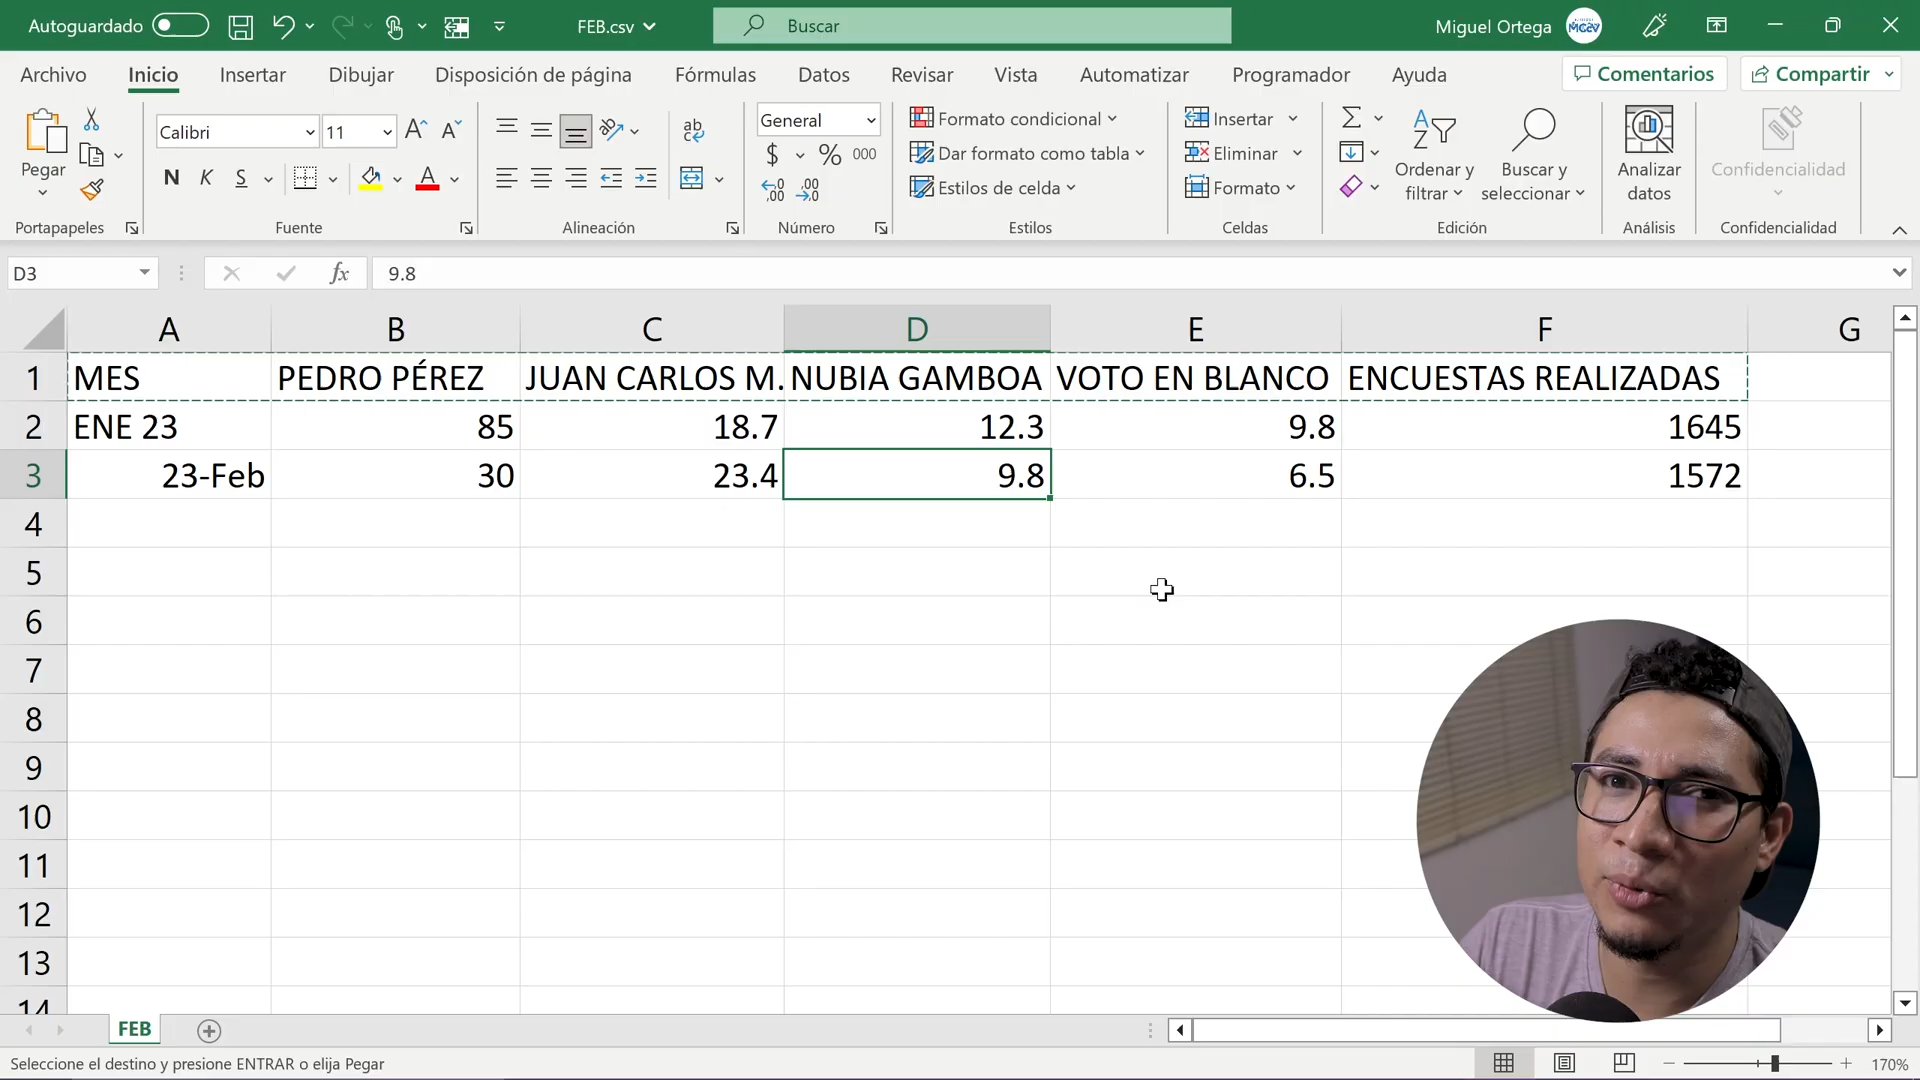 Autoguardado
FEB.csv
Buscar
Miguel Ortega
Archivo Inicio Insertar Dibujar Disposición de página Fórmulas Datos Revisar Vista Automatizar Programador Ayuda Comentarios Compartir
Pegar
Portapapeles
Calibri 11
N K S
Fuente
ab
Alineación
General
$ % 000
Número
Formato condicional
Dar formato como tabla
Estilos de celda
Estilos
Insertar
Eliminar
Formato
Celdas
Ordenar y
filtrar
Buscar y
seleccionar
Edición
Analizar
datos
Análisis
Confidencialidad
Confidencialidad
D3 fx 9.8
A B C D E F G
1 MES PEDRO PÉREZ JUAN CARLOS M. NUBIA GAMBOA VOTO EN BLANCO ENCUESTAS REALIZADAS
2 ENE 23 85 18.7 12.3 9.8 1645
3 23-Feb 30 23.4 9.8 6.5 1572
4
5
6
7
8
9
10
11
12
13
14
FEB
Seleccione el destino y presione ENTRAR o elija Pegar
170%